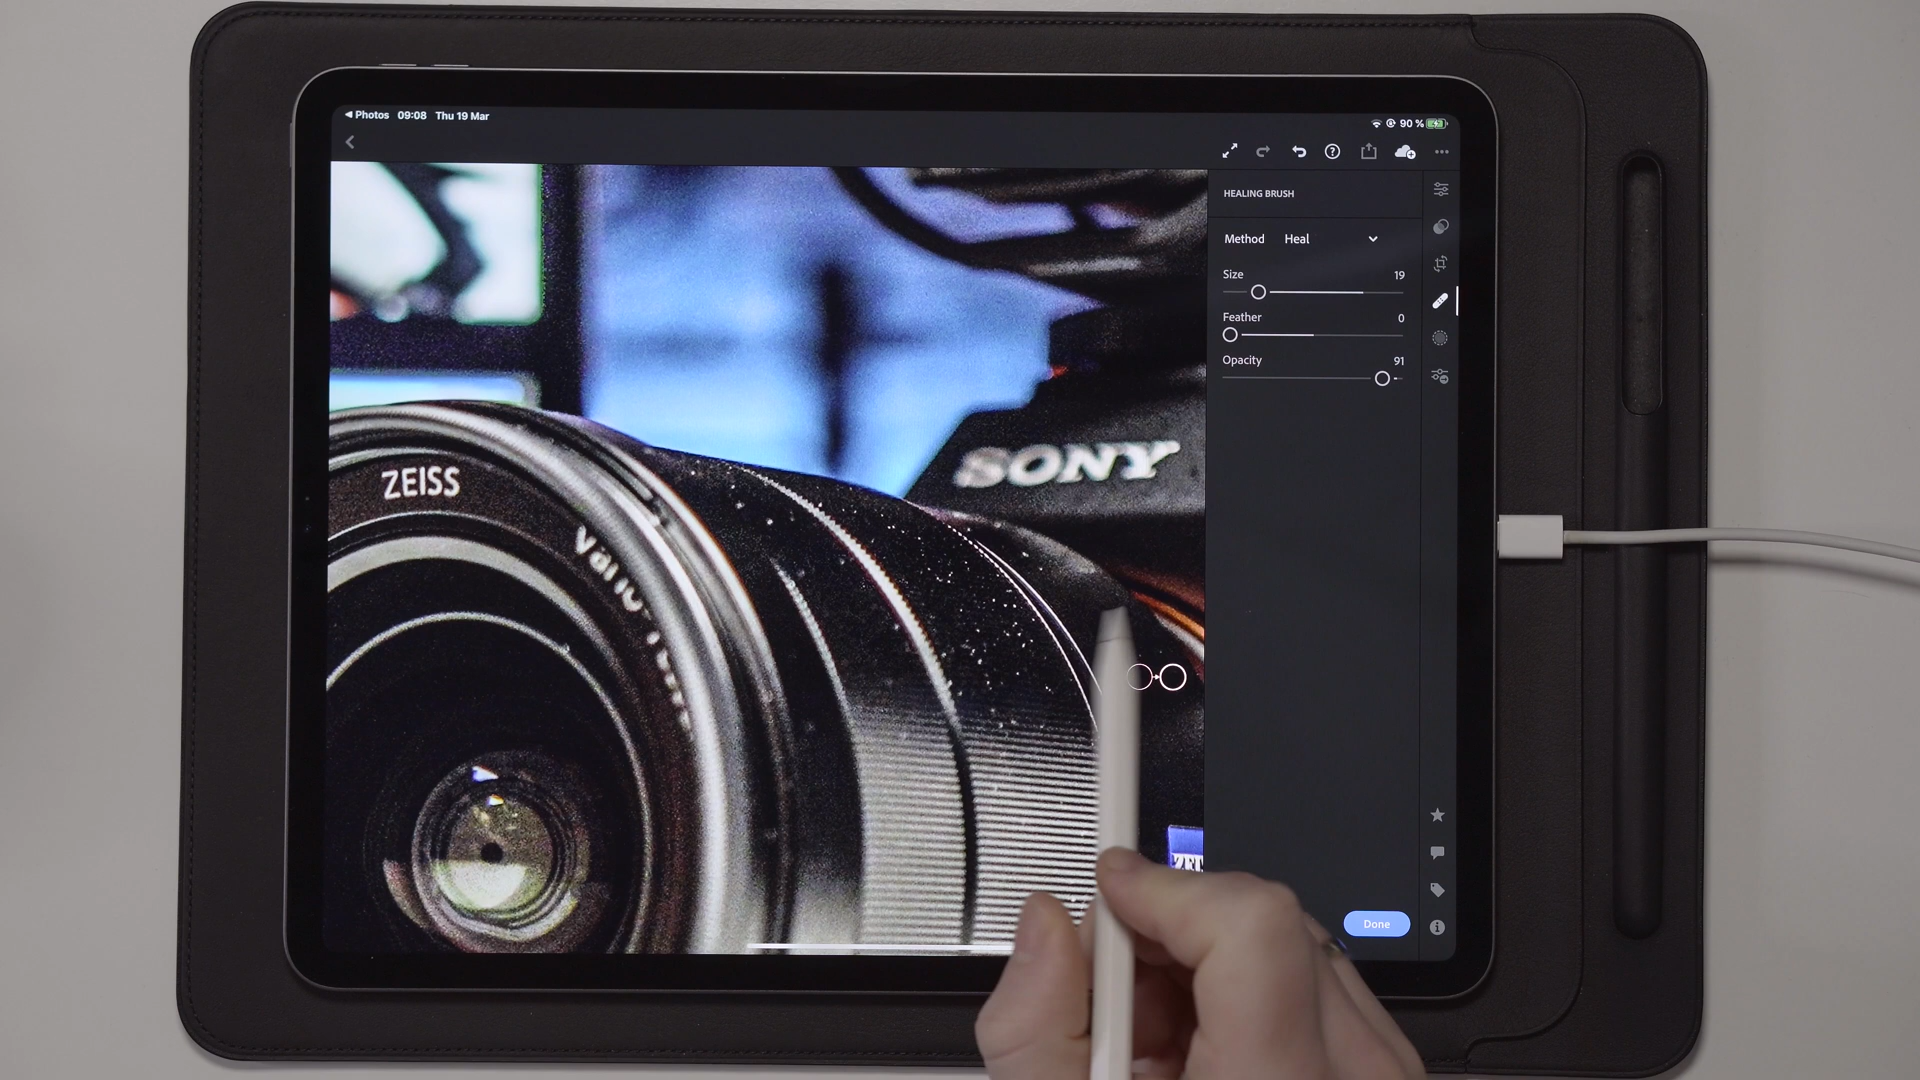 Photos 09:08 Thu 19 Mar
90 %
HEALING BRUSH
Method Heal
Size 19
Feather 0
Opacity 91
SONY
ZEISS
Vario-
Done